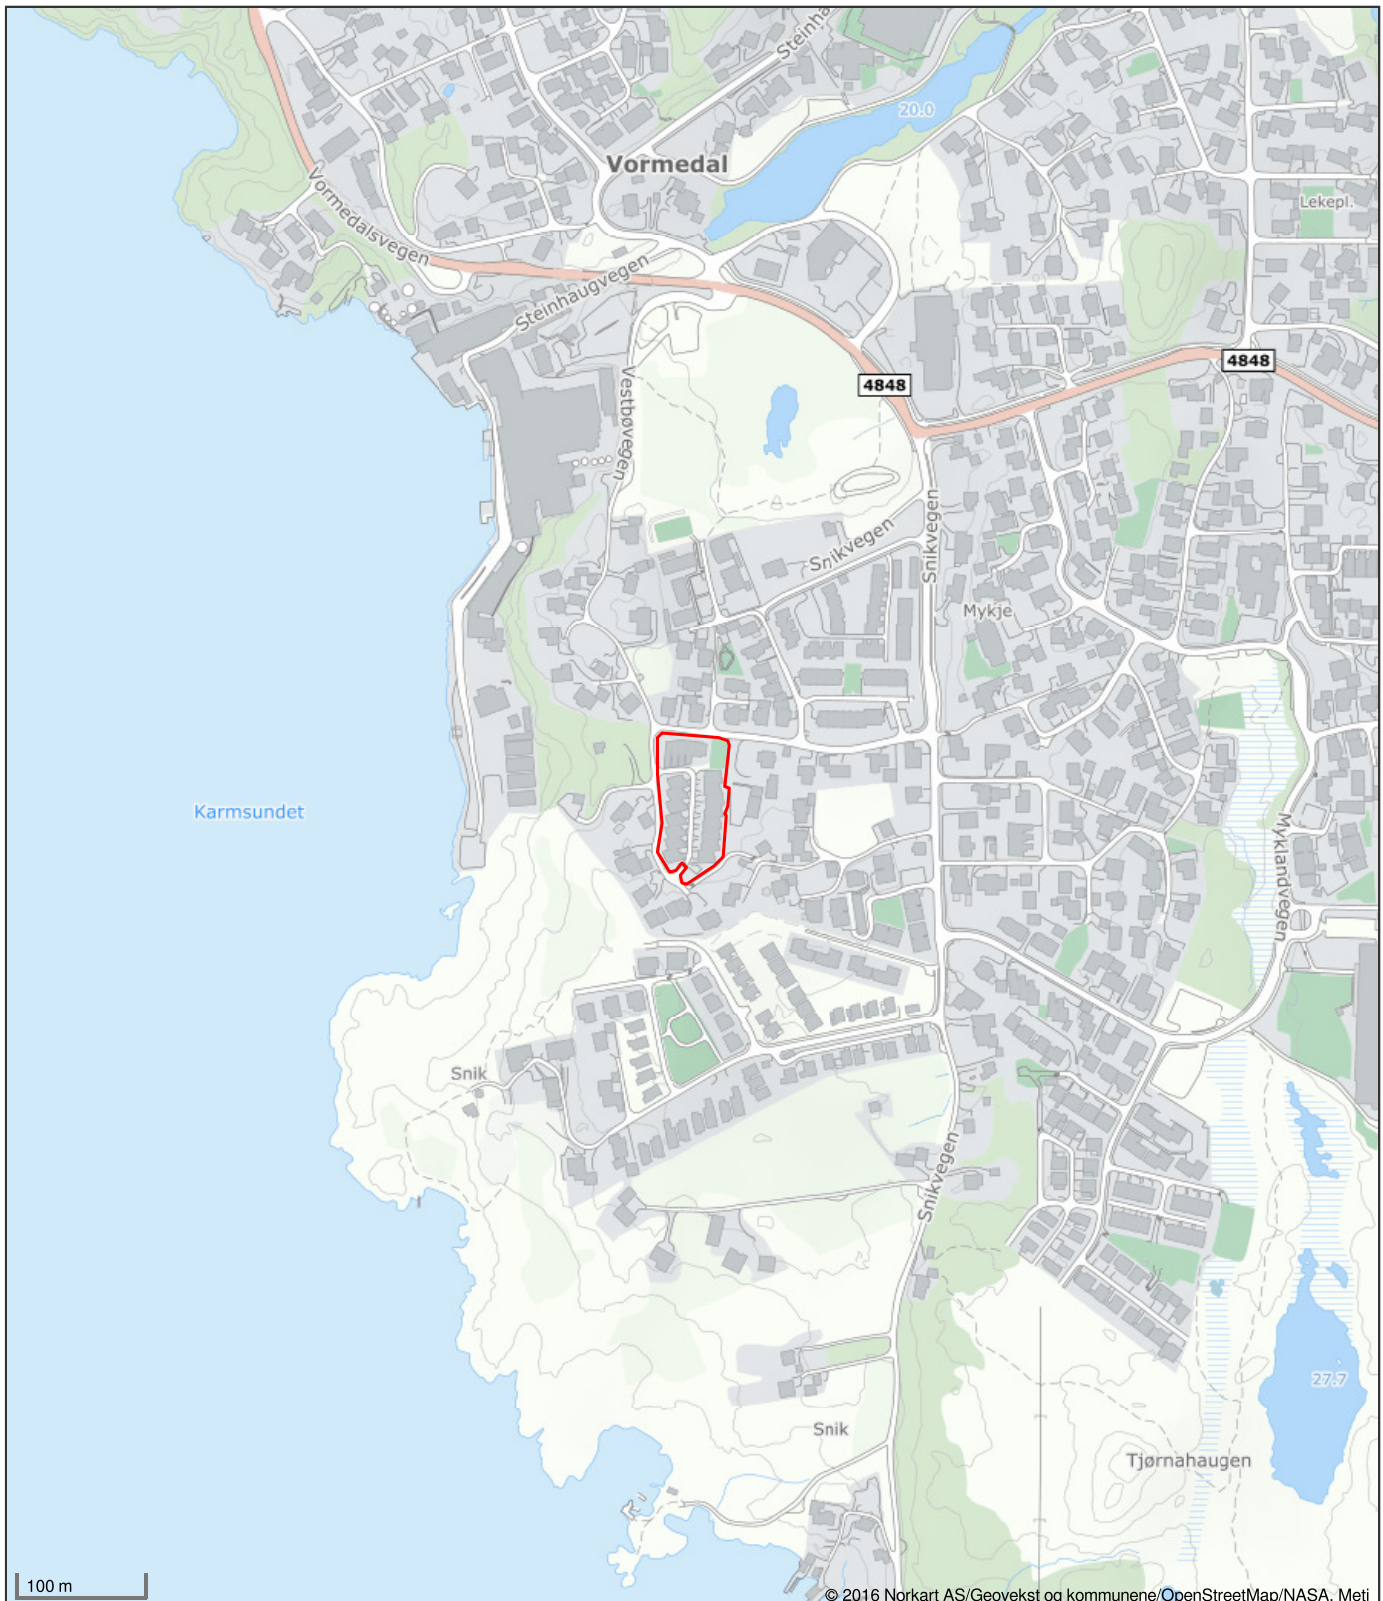 Steinha
20.0
Vormedal
Vormedalsvegen
Lekepl.
Steinhaugvegen
4848
4848
Vestbøvegen
Snikvegen
Snikvegen
Mykje
Karmsundet
Myklandvegen
Snik
Snikvegen
27.7
Snik
Tjørnahaugen
100 m
© 2016 Norkart AS/Geovekst og kommunene/OpenStreetMap/NASA, Meti